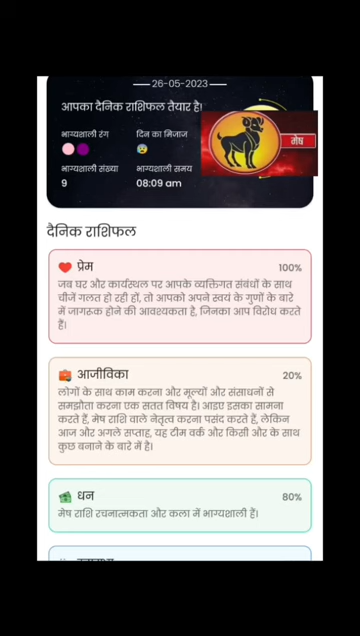 26-05-2023
आपका दैनिक राशिफल तैयार है!
भाग्यशाली रंग
दिन का मिजाज
मेष
भाग्यशाली संख्या
भाग्यशाली समय
9
08:09 am
दैनिक राशिफल
प्रेम
100%
जब घर और कार्यस्थल पर आपके व्यक्तिगत संबंधों के साथ
चीजें गलत हो रही हों, तो आपको अपने स्वयं के गुणों के बारे
में जागरूक होने की आवश्यकता है, जिनका आप विरोध करते
हैं।
आजीविका
20%
लोगों के साथ काम करना और मूल्यों और संसाधनों से
समझौता करना एक सतत विषय है। आइए इसका सामना
करते हैं, मेष राशि वाले नेतृत्व करना पसंद करते हैं, लेकिन
आज और अगले सप्ताह, यह टीम वर्क और किसी और के साथ
कुछ बनाने के बारे में है।
धन
80%
मेष राशि रचनात्मकता और कला में भाग्यशाली हैं।